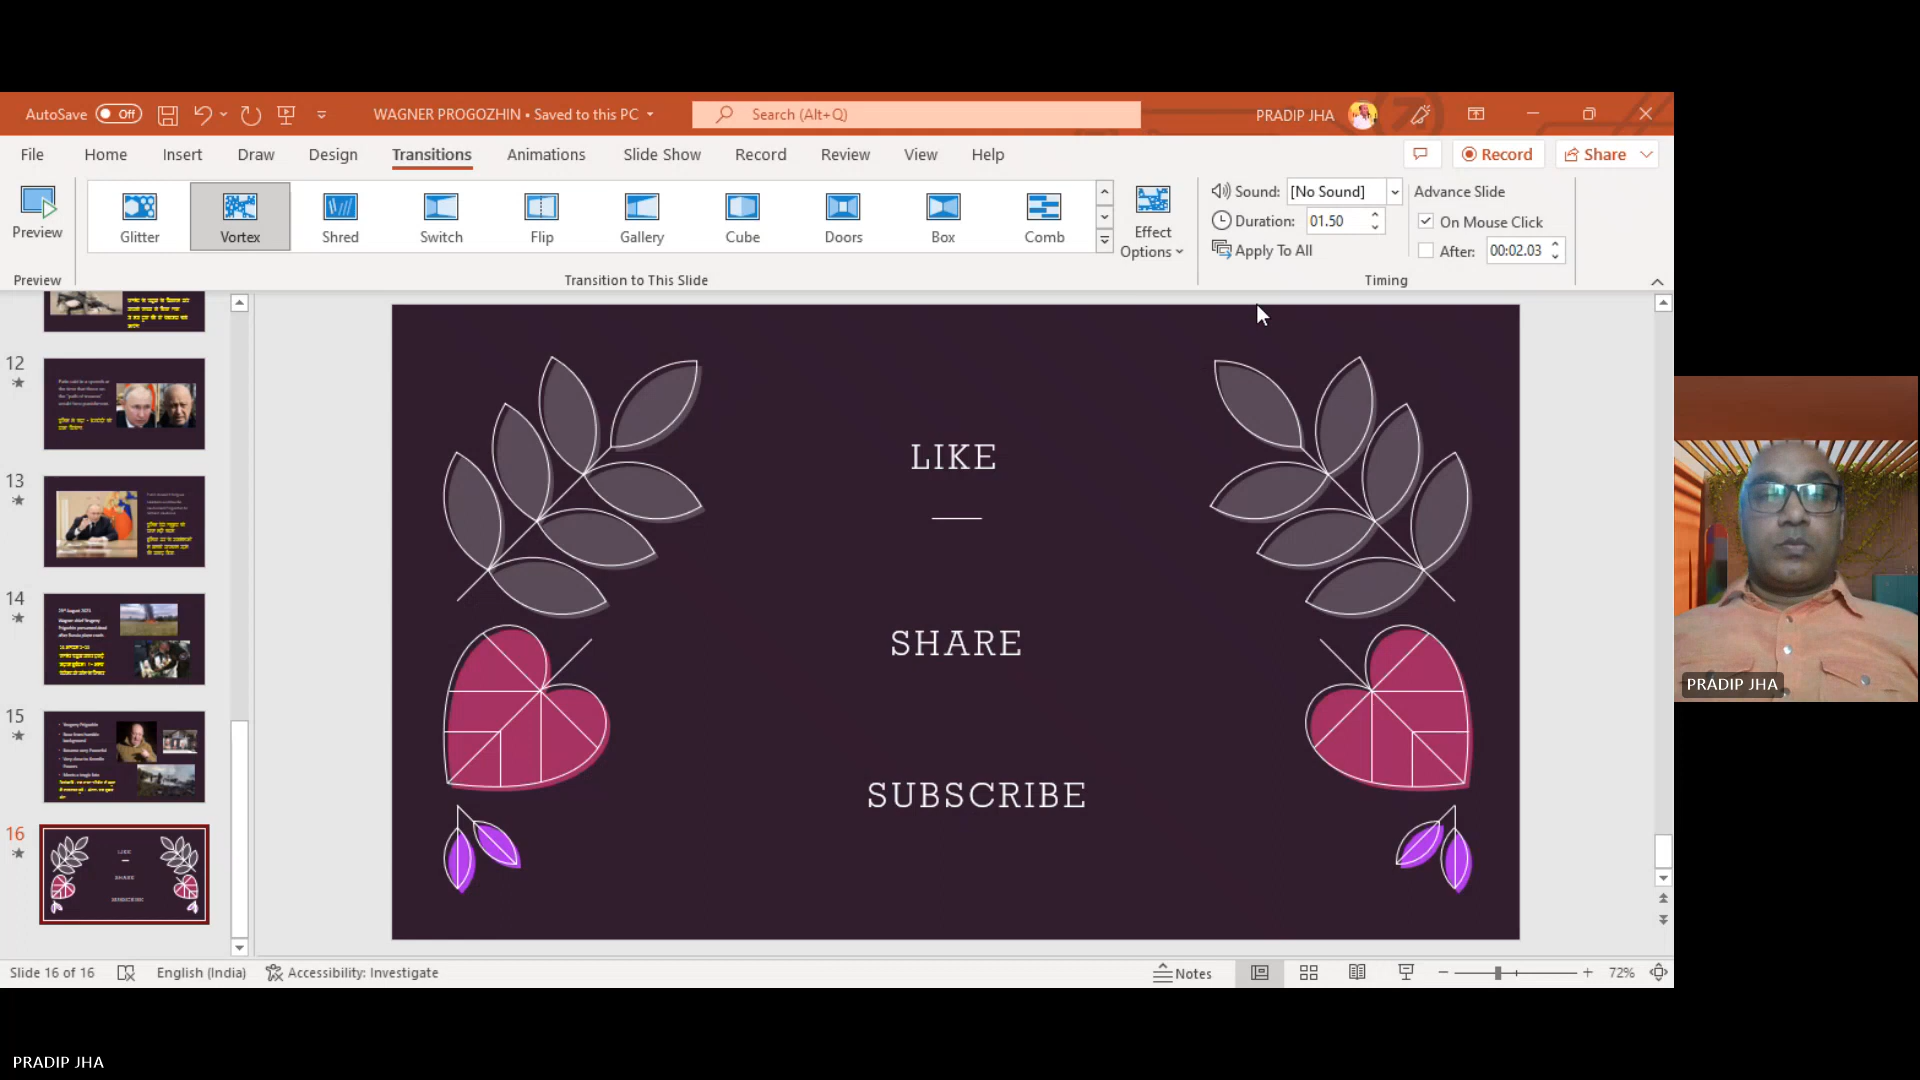 AutoSave Off WAGNER PROGOZHIN • Saved to this PC Search (Alt+Q) PRADIP JHA
File Home Insert Draw Design Transitions Animations Slide Show Record Review View Help Record Share
Preview Glitter Vortex Shred Switch Flip Gallery Cube Doors Box Comb Effect Options
Sound: [No Sound] Advance Slide
Duration: 01.50 On Mouse Click
Apply To All After: 00:02.03
Preview Transition to This Slide Timing
12
13
14
23rd August 2023
15
16
LIKE
SHARE
SUBSCRIBE
PRADIP JHA
Slide 16 of 16 English (India) Accessibility: Investigate Notes 72%
PRADIP JHA